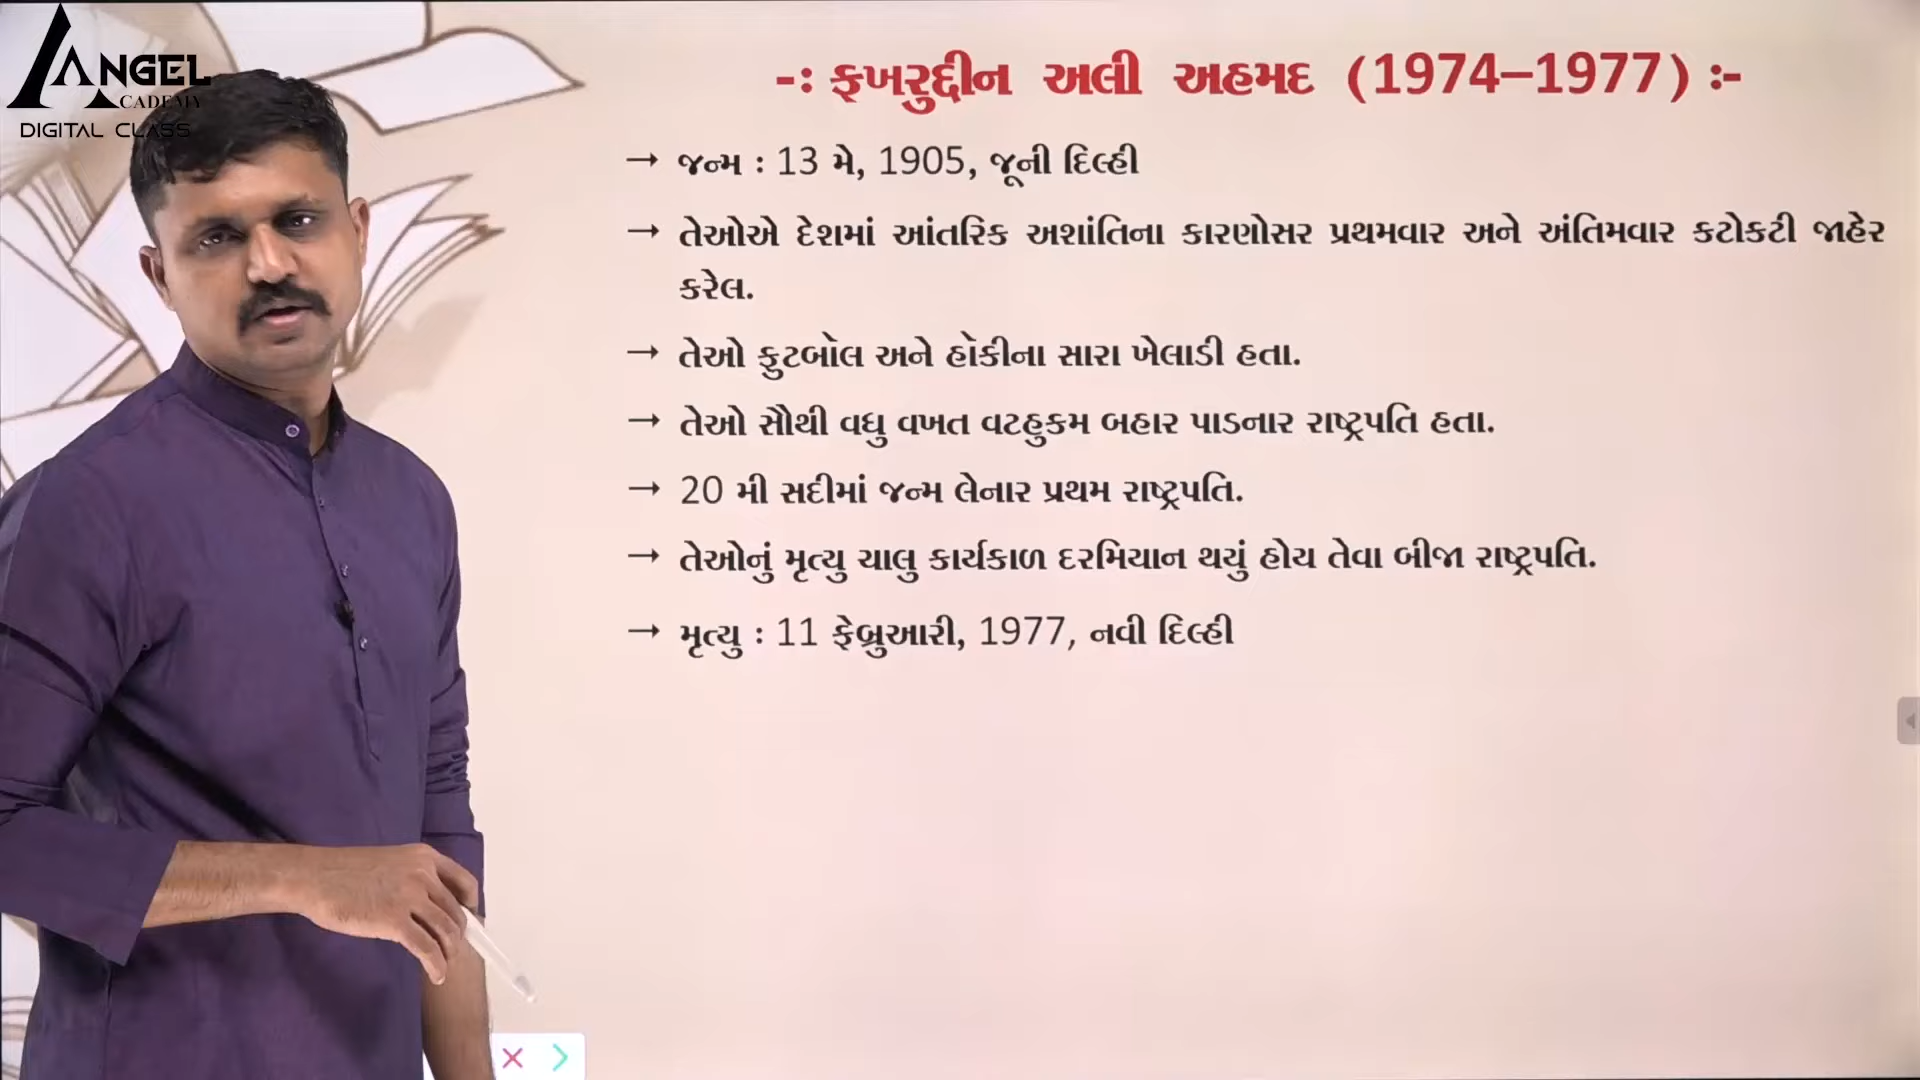 ANGEL
ACADEMY
DIGITAL CLASS
-: ફખરુદ્દીન અલી અહમદ (1974–1977) :-
→ જન્મ : 13 મે, 1905, જૂની દિલ્હી
→ તેઓએ દેશમાં આંતરિક અશાંતિના કારણોસર પ્રથમવાર અને અંતિમવાર કટોકટી જાહેર
કરેલ.
→ તેઓ ફુટબોલ અને હોકીના સારા ખેલાડી હતા.
→ તેઓ સૌથી વધુ વખત વટહુકમ બહાર પાડનાર રાષ્ટ્રપતિ હતા.
→ 20 મી સદીમાં જન્મ લેનાર પ્રથમ રાષ્ટ્રપતિ.
→ તેઓનું મૃત્યુ ચાલુ કાર્યકાળ દરમિયાન થયું હોય તેવા બીજા રાષ્ટ્રપતિ.
→ મૃત્યુ : 11 ફેબ્રુઆરી, 1977, નવી દિલ્હી